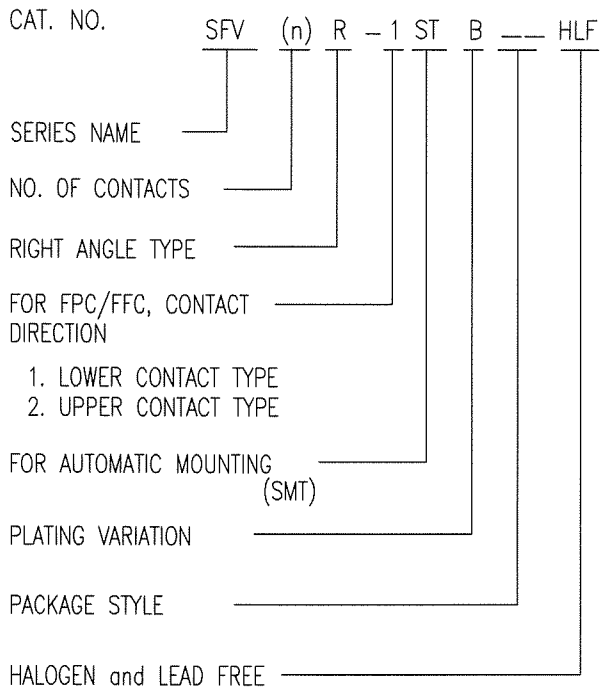 CAT. NO. SFV (n) R - 1 ST B __ HLF
SERIES NAME
NO. OF CONTACTS
RIGHT ANGLE TYPE
FOR FPC/FFC, CONTACT
DIRECTION
1. LOWER CONTACT TYPE
2. UPPER CONTACT TYPE
FOR AUTOMATIC MOUNTING
(SMT)
PLATING VARIATION
PACKAGE STYLE
HALOGEN and LEAD FREE